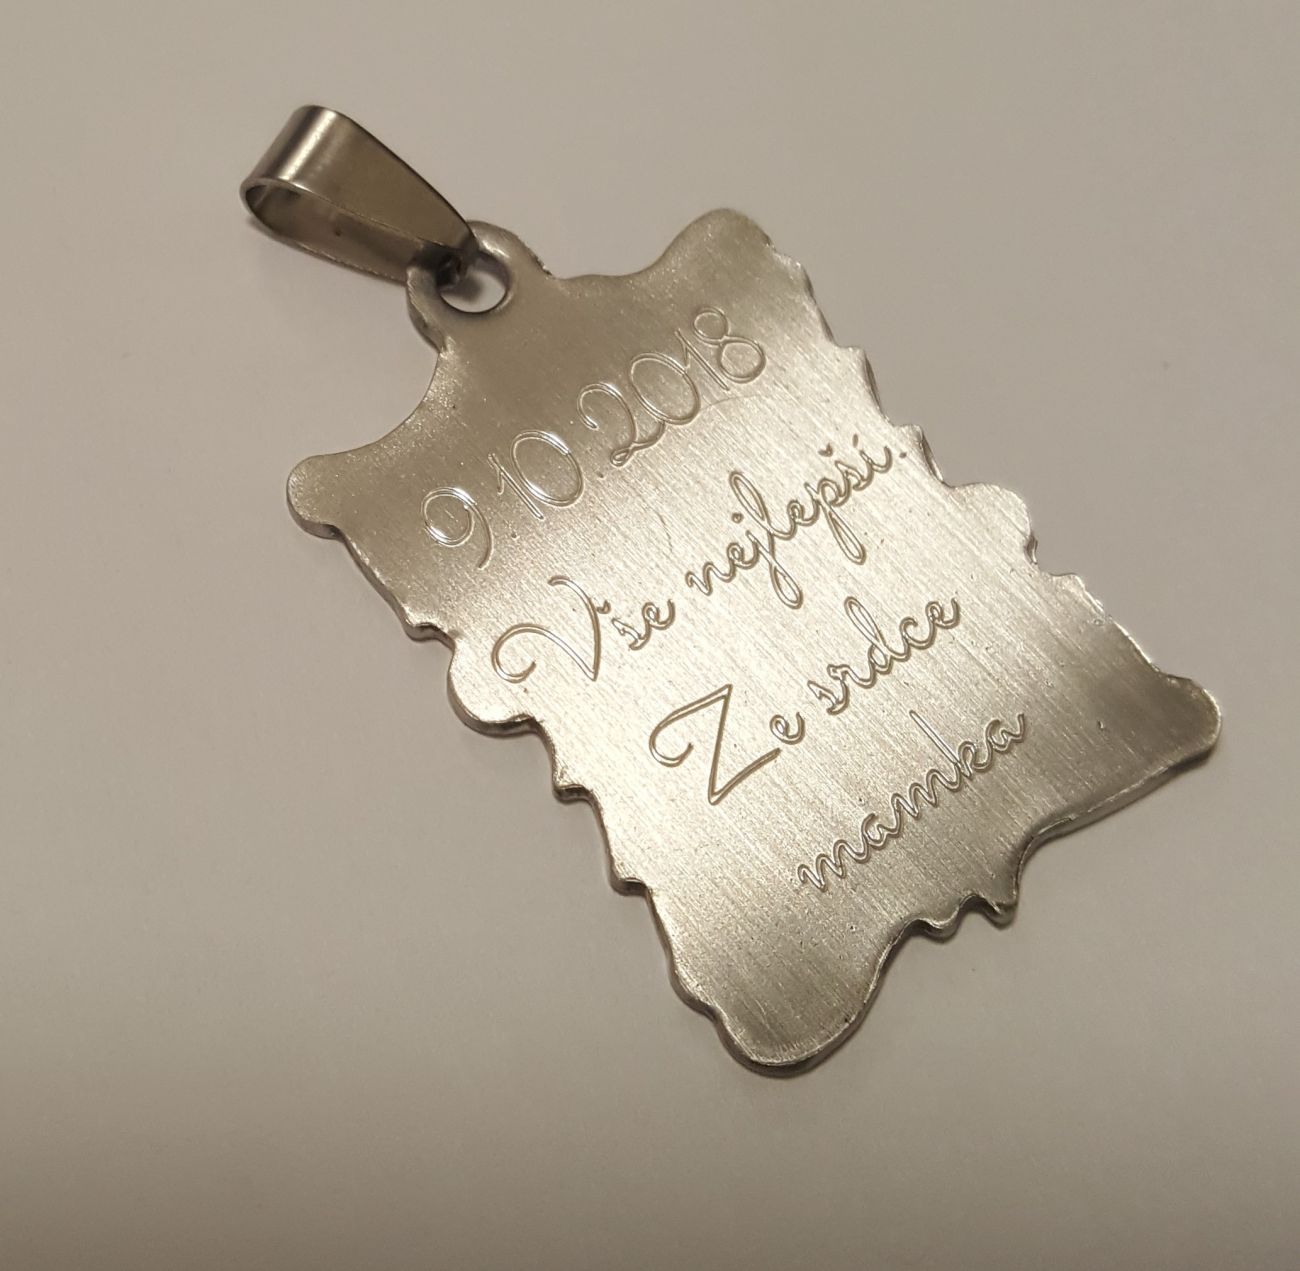 9.10.2018
Vše nejlepší.
Ze srdce
mamka